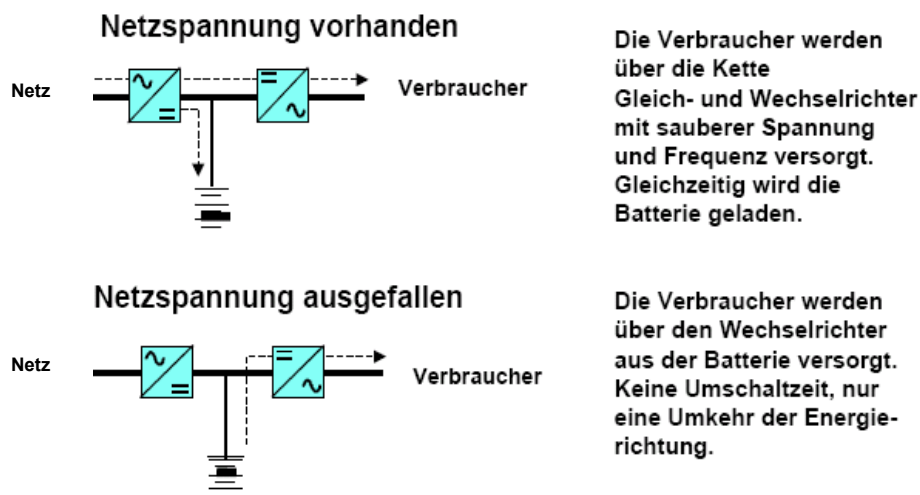 Netzspannung vorhanden
Netz
Verbraucher
Die Verbraucher werden
über die Kette
Gleich- und Wechselrichter
mit sauberer Spannung
und Frequenz versorgt.
Gleichzeitig wird die
Batterie geladen.
Netzspannung ausgefallen
Netz
Verbraucher
Die Verbraucher werden
über den Wechselrichter
aus der Batterie versorgt.
Keine Umschaltzeit, nur
eine Umkehr der Energie-
richtung.